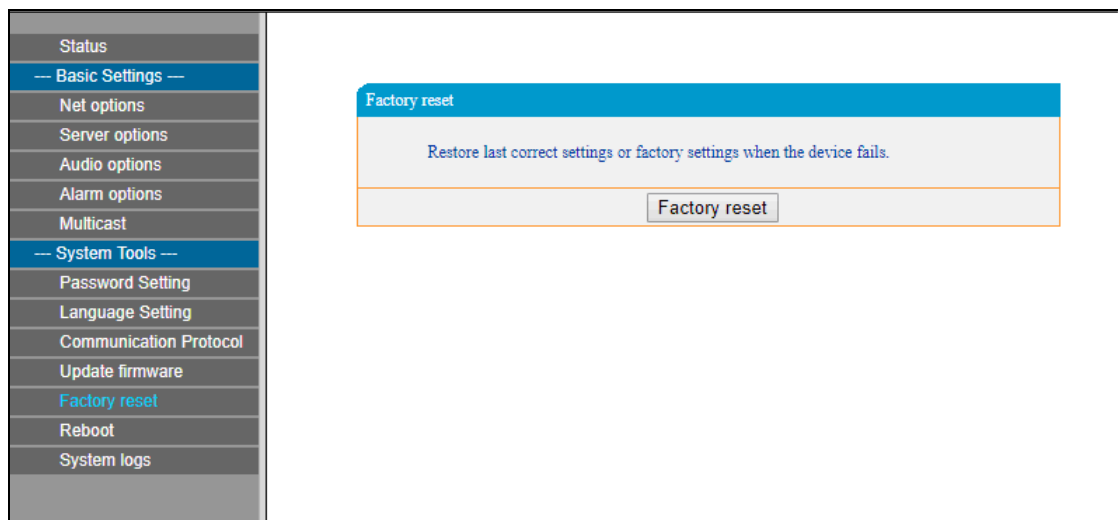 Status
--- Basic Settings ---
Net options
Server options
Audio options
Alarm options
Multicast
--- System Tools ---
Password Setting
Language Setting
Communication Protocol
Update firmware
Factory reset
Reboot
System logs
Factory reset
Restore last correct settings or factory settings when the device fails.
Factory reset